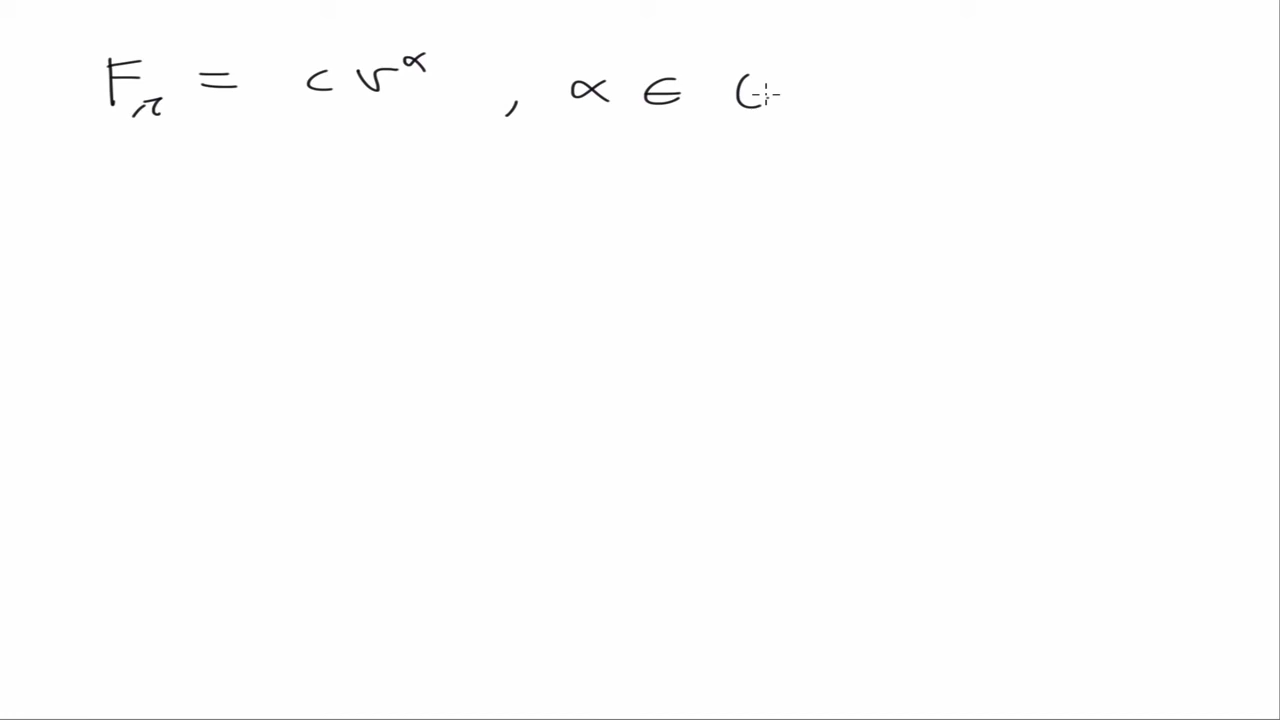 F_r = c v^α , α ∈ (